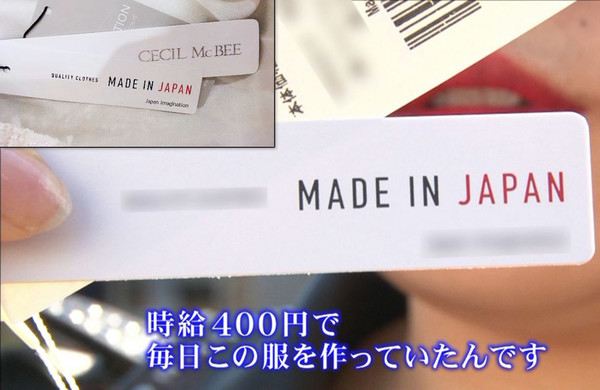 CECIL McBEE
QUALITY CLOTHES MADE IN JAPAN
Japan Imagination
MADE IN JAPAN
時給400円で
毎日この服を作っていたんです